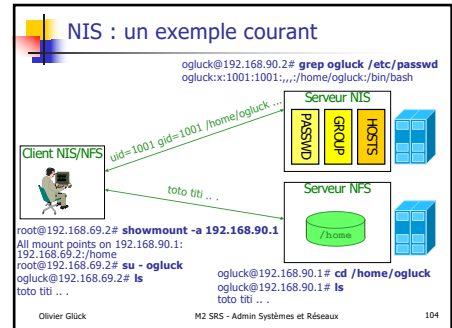 NIS : un exemple courant
ogluck@192.168.90.2# grep ogluck /etc/passwd
ogluck:x:1001:1001:,,,:/home/ogluck:/bin/bash
Serveur NIS
PASSWD
GROUP
HOSTS
uid=1001 gid=1001 /home/ogluck ...
Client NIS/NFS
toto titi .. .
Serveur NFS
/home
root@192.168.69.2# showmount -a 192.168.90.1
All mount points on 192.168.90.1:
192.168.69.2:/home
root@192.168.69.2# su - ogluck
ogluck@192.168.69.2# ls
toto titi .. .
ogluck@192.168.90.1# cd /home/ogluck
ogluck@192.168.90.1# ls
toto titi .. .
Olivier Glück
M2 SRS - Admin Systèmes et Réseaux
104